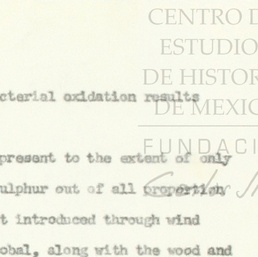 CENTRO D
ESTUDIO
DE HISTOR
DE MEXIC
FUNDACI
cterial oxidation results
present to the extent of only
ulphur out of all proportion
t introduced through wind
obal, along with the wood and